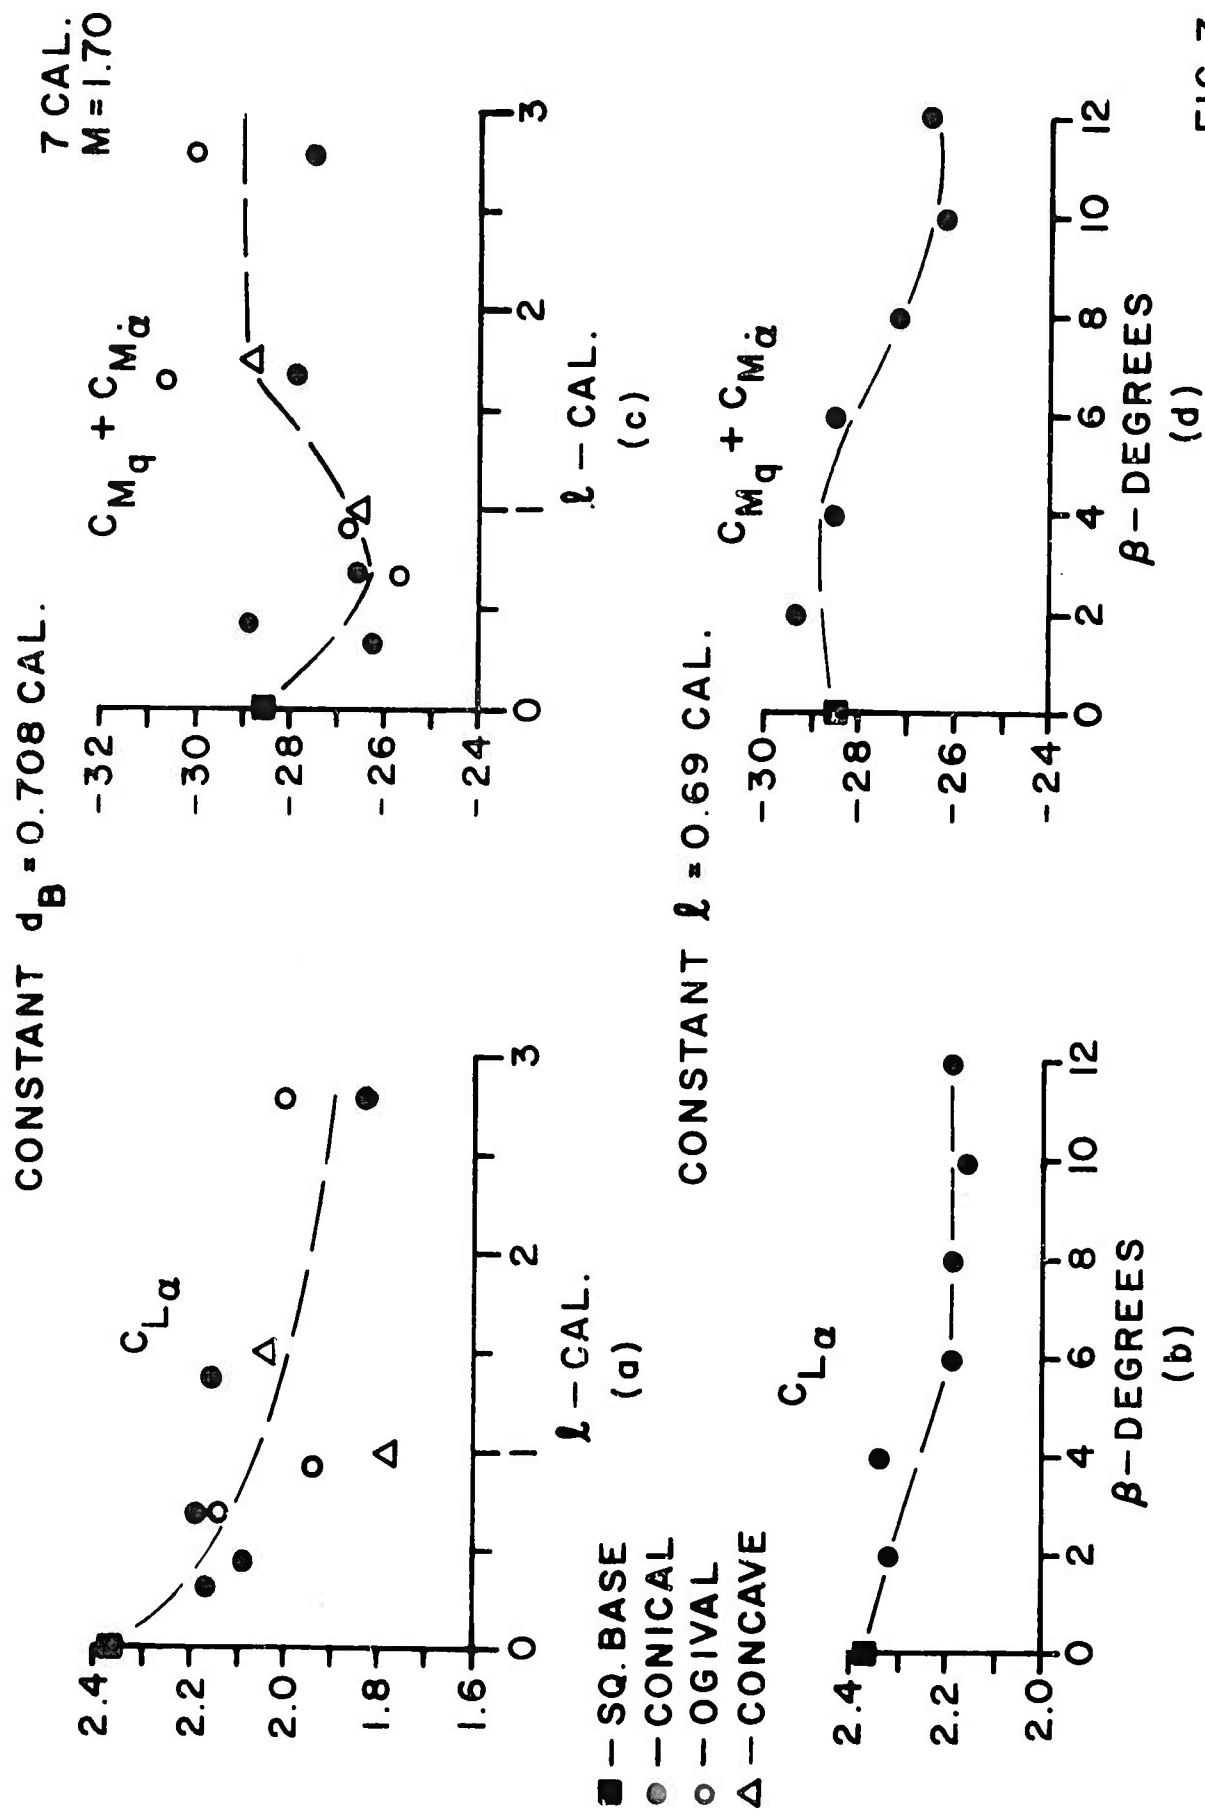 7 CAL.
M = 1.70
CONSTANT d_B = 0.708 CAL.
C_Lα
2.4
2.2
2.0
1.8
1.6
0
1
2
3
ℓ – CAL.
(a)
C_Mq + C_Mα̇
-32
-30
-28
-26
-24
0
1
2
3
ℓ – CAL.
(c)
■ – SQ. BASE
● – CONICAL
○ – OGIVAL
△ – CONCAVE
CONSTANT ℓ = 0.69 CAL.
C_Lα
2.4
2.2
2.0
0
2
4
6
8
10
12
β – DEGREES
(b)
C_Mq + C_Mα̇
-30
-28
-26
-24
0
2
4
6
8
10
12
β – DEGREES
(d)